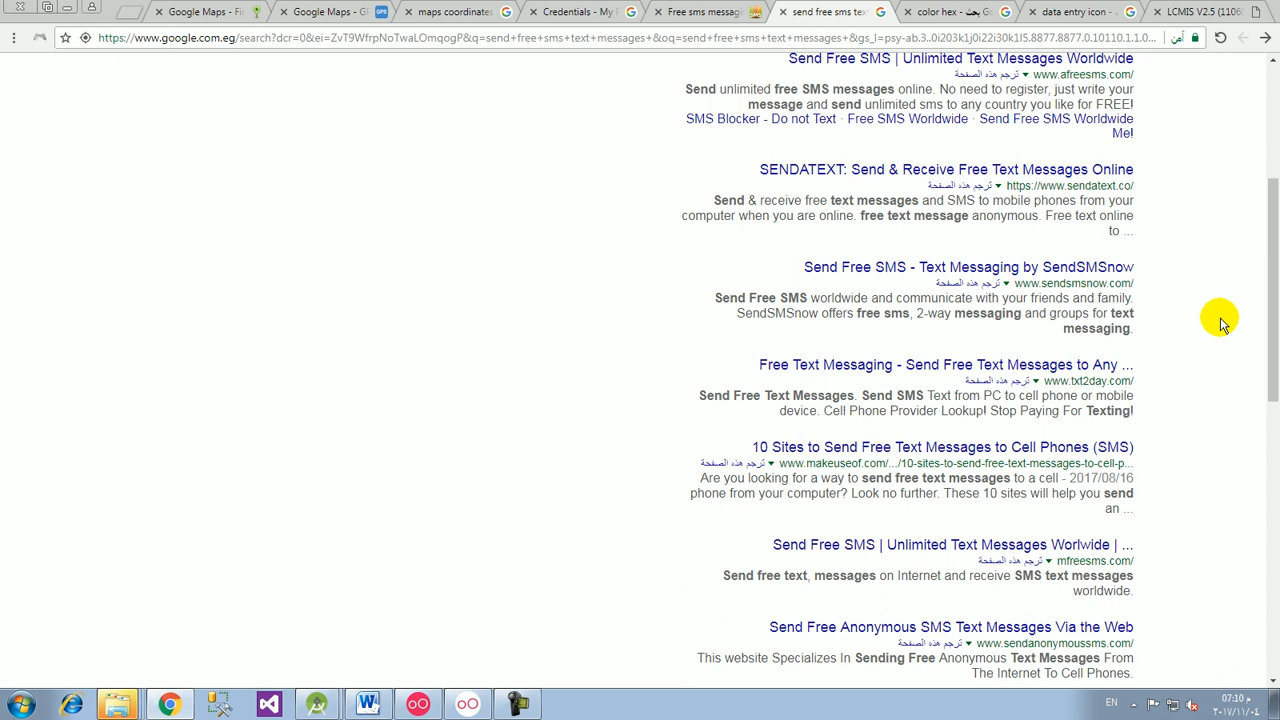 Google Maps - Fi
Google Maps - Gl
maps coordinates
Credentials - My I
Free sms messag
send free sms tex
color hex - بحث
data entry icon -
LCMIS V2.5 (1106
https://www.google.com.eg/search?dcr=0&ei=ZvT9WfrpNoTwaLOmqogP&q=send+free+sms+text+messages+&oq=send+free+sms+text+messages+&gs_l=psy-ab.3..0i203k1j0i22i30k1l5.8877.8877.0.10110.1.1.0....
آمن
Send Free SMS | Unlimited Text Messages Worldwide
www.afreesms.com/ ترجم هذه الصفحة
Send unlimited free SMS messages online. No need to register, just write your
message and send unlimited sms to any country you like for FREE!
SMS Blocker - Do not Text · Free SMS Worldwide · Send Free SMS Worldwide
Me!
SENDATEXT: Send & Receive Free Text Messages Online
https://www.sendatext.co/ ترجم هذه الصفحة
Send & receive free text messages and SMS to mobile phones from your
computer when you are online. free text message anonymous. Free text online
to ...
Send Free SMS - Text Messaging by SendSMSnow
www.sendsmsnow.com/ ترجم هذه الصفحة
Send Free SMS worldwide and communicate with your friends and family.
SendSMSnow offers free sms, 2-way messaging and groups for text
messaging.
Free Text Messaging - Send Free Text Messages to Any ...
www.txt2day.com/ ترجم هذه الصفحة
Send Free Text Messages. Send SMS Text from PC to cell phone or mobile
device. Cell Phone Provider Lookup! Stop Paying For Texting!
10 Sites to Send Free Text Messages to Cell Phones (SMS)
www.makeuseof.com/.../10-sites-to-send-free-text-messages-to-cell-p... ترجم هذه الصفحة
Are you looking for a way to send free text messages to a cell - 2017/08/16
phone from your computer? Look no further. These 10 sites will help you send
an ...
Send Free SMS | Unlimited Text Messages Worlwide | ...
mfreesms.com/ ترجم هذه الصفحة
Send free text, messages on Internet and receive SMS text messages
worldwide.
Send Free Anonymous SMS Text Messages Via the Web
www.sendanonymoussms.com/ ترجم هذه الصفحة
This website Specializes In Sending Free Anonymous Text Messages From
The Internet To Cell Phones.
EN
07:10 م
٢٠١٧/١١/٠٤